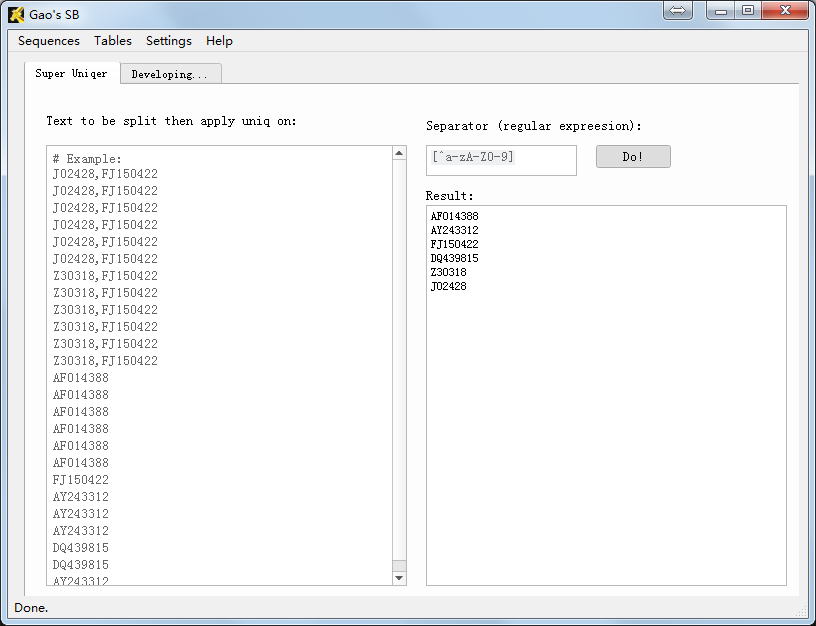 Gao's SB
Sequences Tables Settings Help
Super Uniqer Developing...
Text to be split then apply uniq on:
# Example:
J02428,FJ150422
J02428,FJ150422
J02428,FJ150422
J02428,FJ150422
J02428,FJ150422
J02428,FJ150422
Z30318,FJ150422
Z30318,FJ150422
Z30318,FJ150422
Z30318,FJ150422
Z30318,FJ150422
Z30318,FJ150422
AF014388
AF014388
AF014388
AF014388
AF014388
AF014388
FJ150422
AY243312
AY243312
AY243312
DQ439815
DQ439815
AY243312
Separator (regular expreesion):
[^a-zA-Z0-9]
Do!
Result:
AF014388
AY243312
FJ150422
DQ439815
Z30318
J02428
Done.